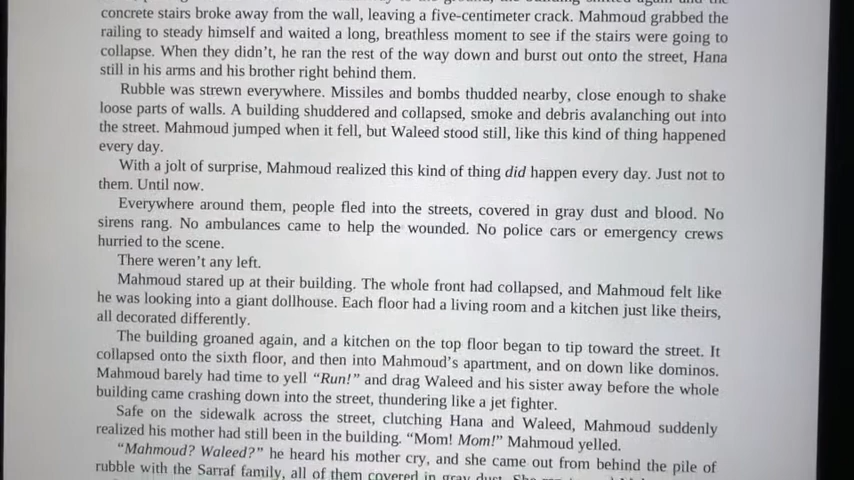 concrete stairs broke away from the wall, leaving a five-centimeter crack. Mahmoud grabbed the
railing to steady himself and waited a long, breathless moment to see if the stairs were going to
collapse. When they didn't, he ran the rest of the way down and burst out onto the street, Hana
still in his arms and his brother right behind them.
Rubble was strewn everywhere. Missiles and bombs thudded nearby, close enough to shake
loose parts of walls. A building shuddered and collapsed, smoke and debris avalanching out into
the street. Mahmoud jumped when it fell, but Waleed stood still, like this kind of thing happened
every day.
With a jolt of surprise, Mahmoud realized this kind of thing did happen every day. Just not to
them. Until now.
Everywhere around them, people fled into the streets, covered in gray dust and blood. No
sirens rang. No ambulances came to help the wounded. No police cars or emergency crews
hurried to the scene.
There weren't any left.
Mahmoud stared up at their building. The whole front had collapsed, and Mahmoud felt like
he was looking into a giant dollhouse. Each floor had a living room and a kitchen just like theirs,
all decorated differently.
The building groaned again, and a kitchen on the top floor began to tip toward the street. It
collapsed onto the sixth floor, and then into Mahmoud's apartment, and on down like dominos.
Mahmoud barely had time to yell “Run!” and drag Waleed and his sister away before the whole
building came crashing down into the street, thundering like a jet fighter.
Safe on the sidewalk across the street, clutching Hana and Waleed, Mahmoud suddenly
realized his mother had still been in the building. “Mom! Mom!” Mahmoud yelled.
“Mahmoud? Waleed?” he heard his mother cry, and she came out from behind the pile of
rubble with the Sarraf family, all of them covered in gray dust. She